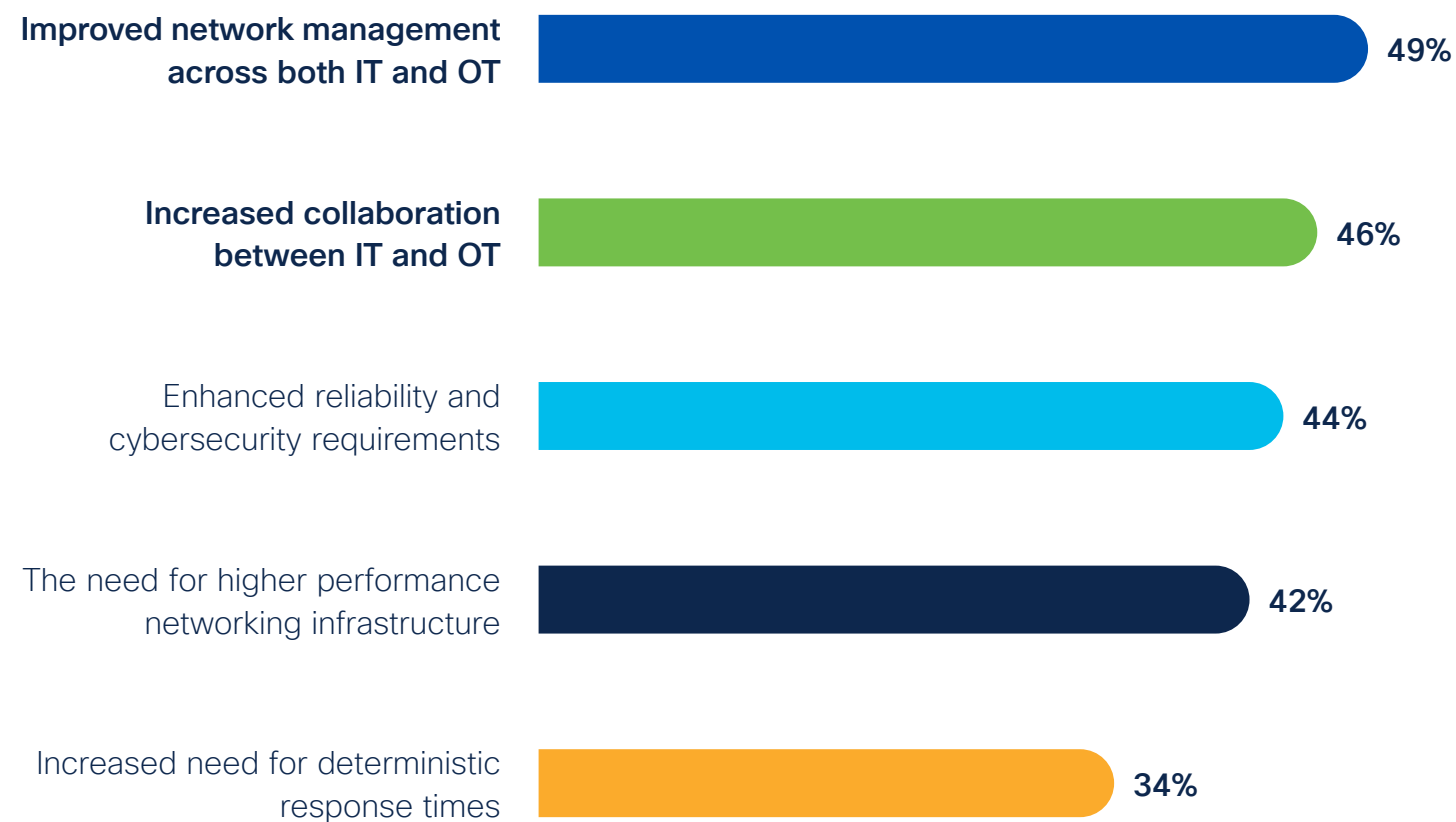 Improved network management
across both IT and OT
49%
Increased collaboration
between IT and OT
46%
Enhanced reliability and
cybersecurity requirements
44%
The need for higher performance
networking infrastructure
42%
Increased need for deterministic
response times
34%